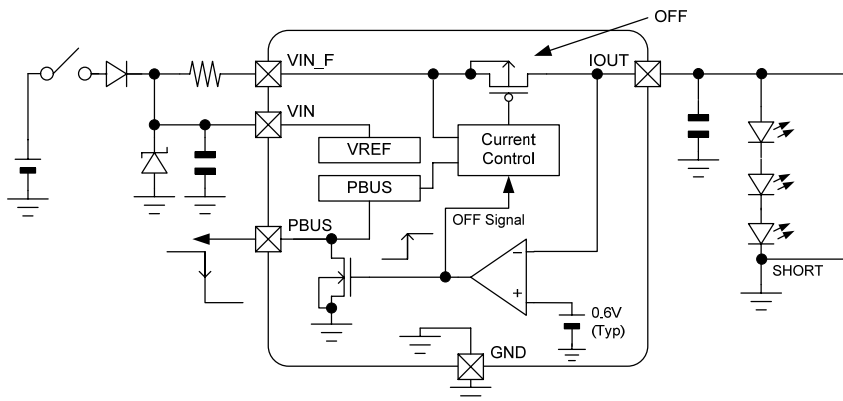 OFF
VIN_F
IOUT
VIN
VREF
Current
Control
PBUS
OFF Signal
PBUS
SHORT
−
+
0.6V
(Typ)
GND